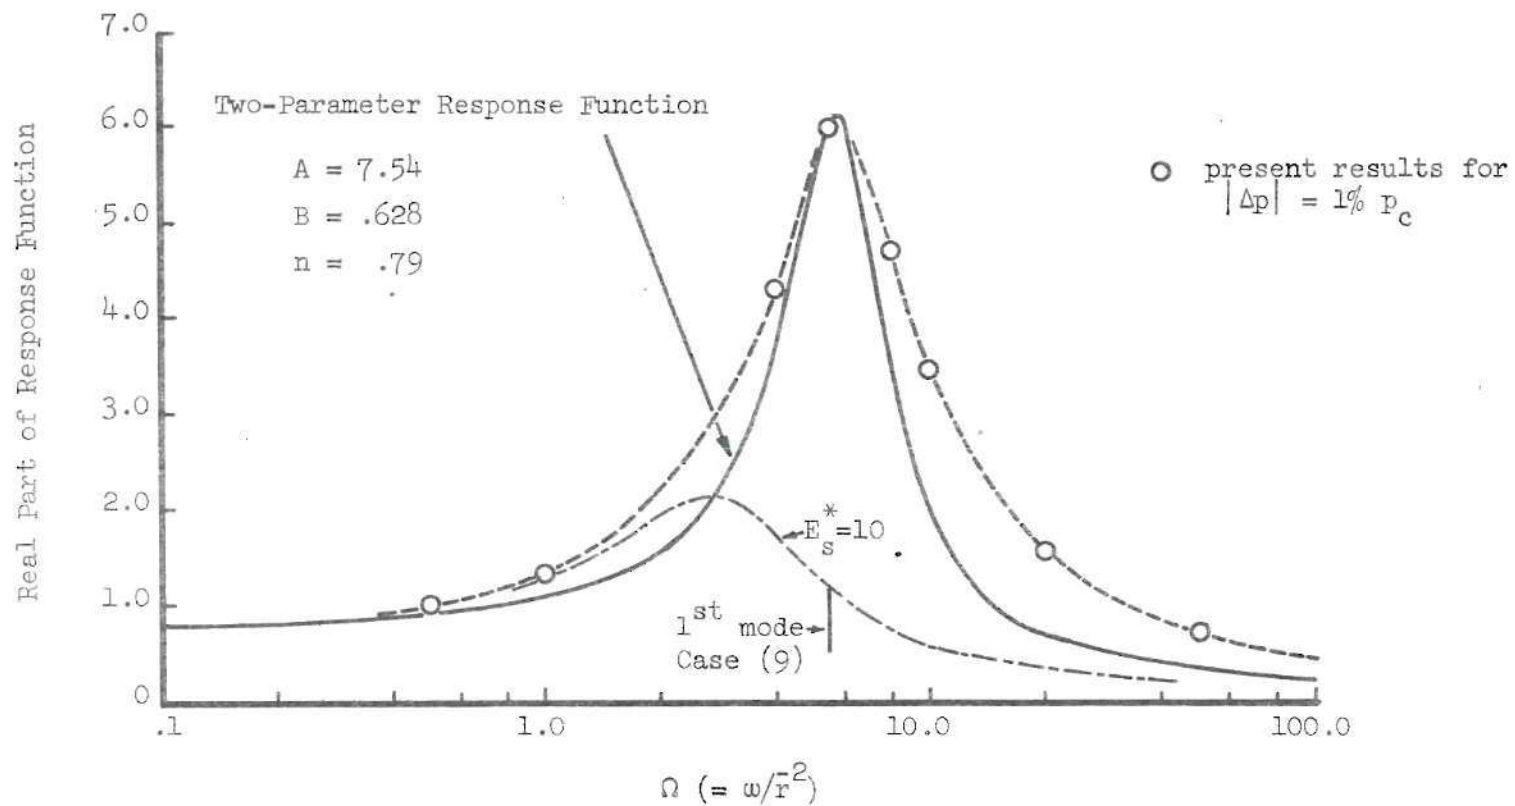 7.0
6.0
5.0
4.0
3.0
2.0
1.0
0
Real Part of Response Function
Two-Parameter Response Function
A = 7.54
B = .628
n = .79
present results for
|Δp| = 1% p_c
E_s^*=10
1st mode
Case (9)
.1
1.0
10.0
100.0
Ω (= ω/r̄²)